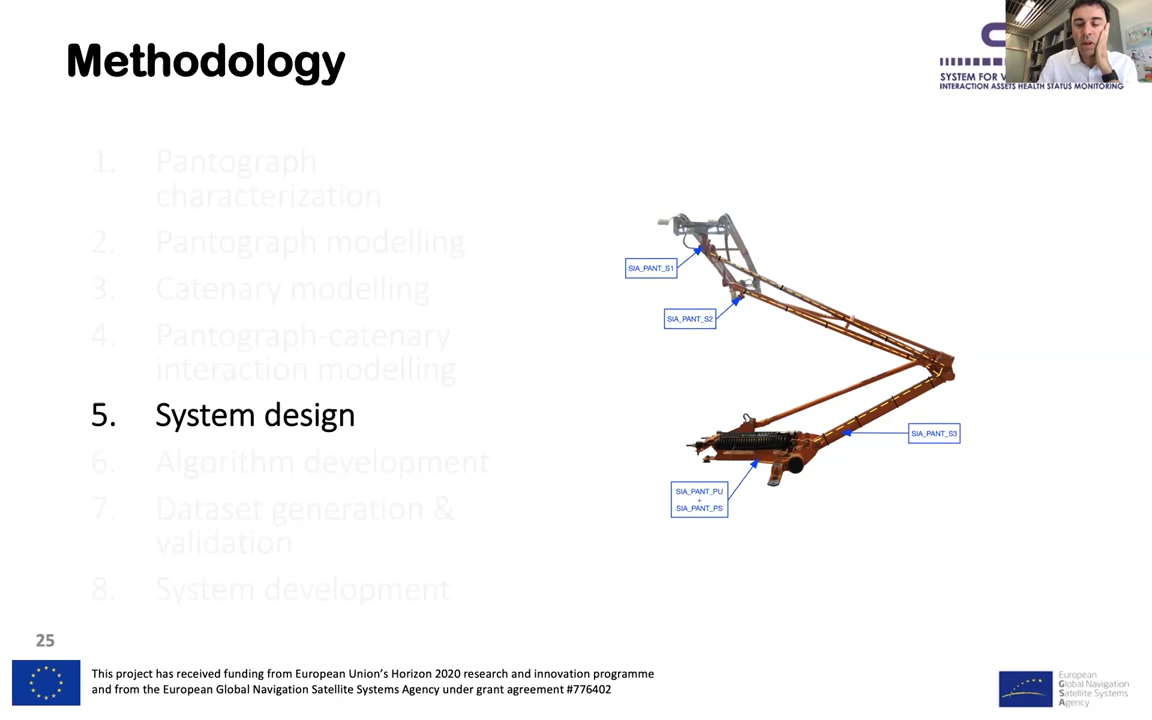 Methodology
SYSTEM FOR V
INTERACTION ASSETS HEALTH STATUS MONITORING
1. Pantograph
characterization
2. Pantograph modelling
3. Catenary modelling
4. Pantograph-catenary
interaction modelling
5. System design
6. Algorithm development
7. Dataset generation &
validation
8. System development
SIA_PANT_S1
SIA_PANT_S2
SIA_PANT_S3
SIA_PANT_PU
+
SIA_PANT_PS
25
This project has received funding from European Union’s Horizon 2020 research and innovation programme
and from the European Global Navigation Satellite Systems Agency under grant agreement #776402
European
Global Navigation
Satellite Systems
Agency